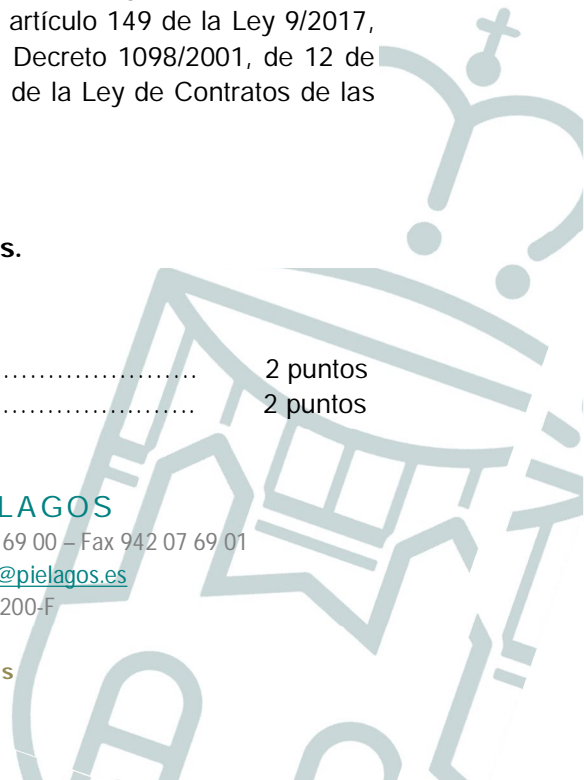 artículo 149 de la Ley 9/2017,
Decreto 1098/2001, de 12 de
de la Ley de Contratos de las
s.
………………….. 2 puntos
…………………. 2 puntos
LAGOS
69 00 – Fax 942 07 69 01
@pielagos.es
200-F
s